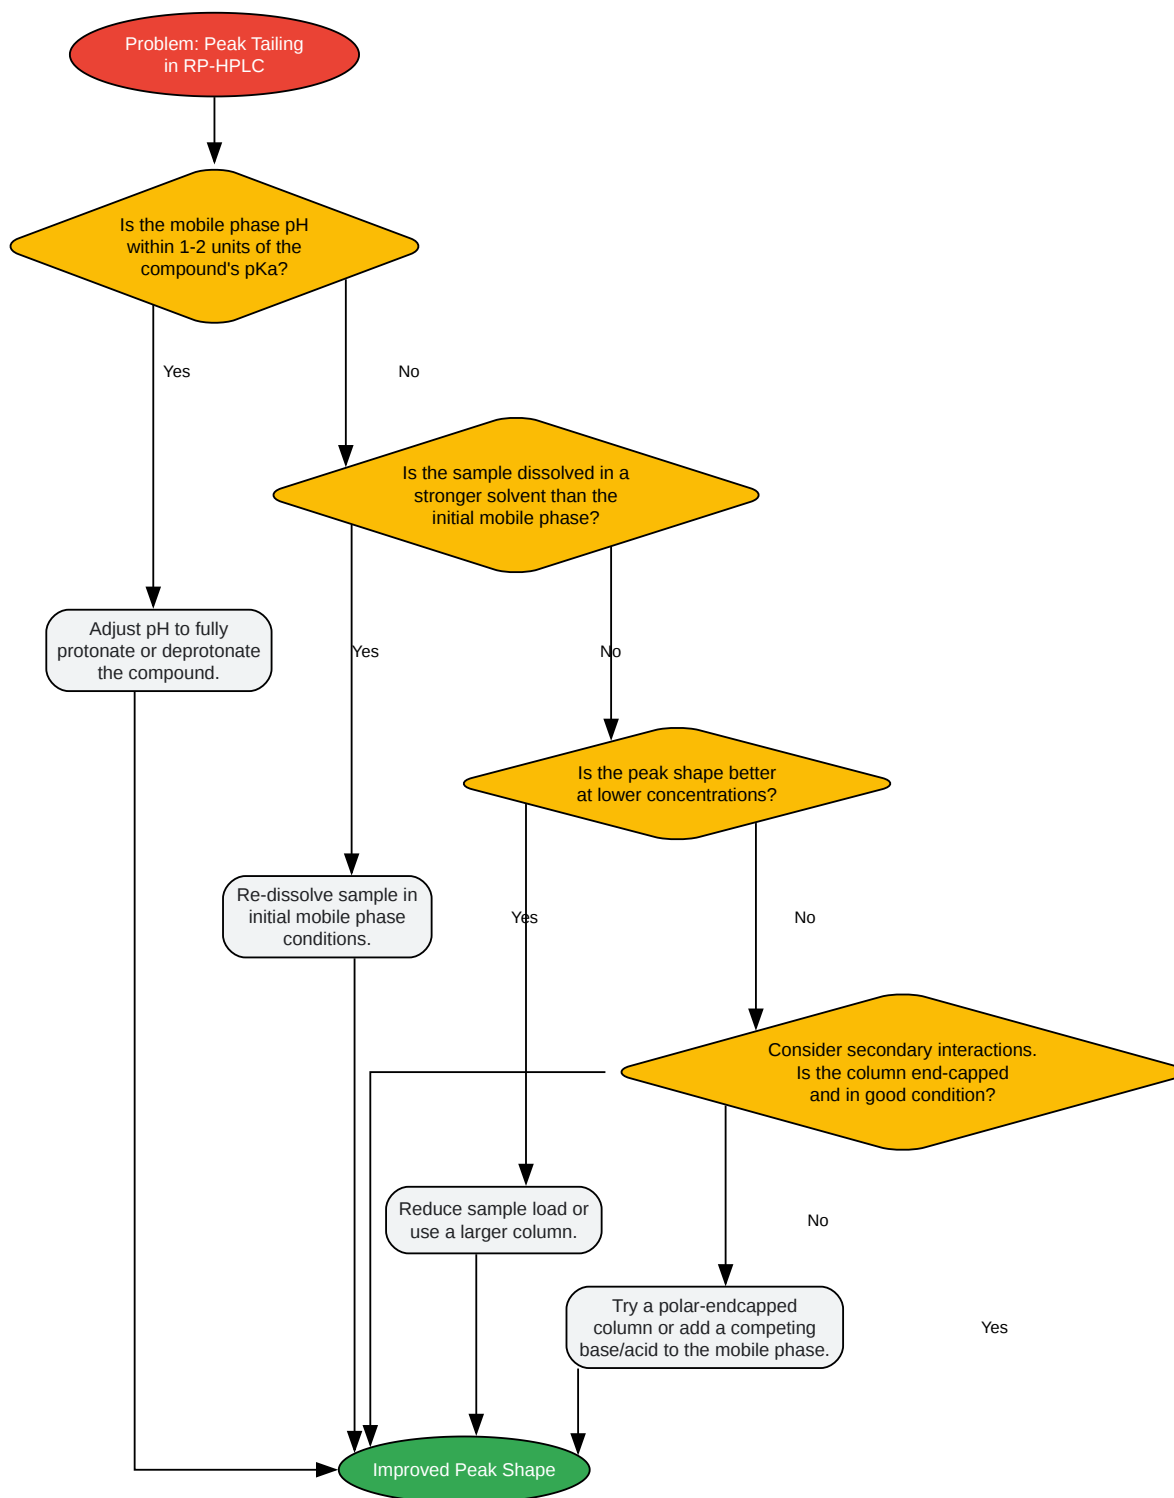 Problem: Peak Tailing
in RP-HPLC
Is the mobile phase pH
within 1-2 units of the
compound's pKa?
Yes
No
Is the sample dissolved in a
stronger solvent than the
initial mobile phase?
Adjust pH to fully
protonate or deprotonate
the compound.
Yes
No
Is the peak shape better
at lower concentrations?
Re-dissolve sample in
initial mobile phase
conditions.
Yes
No
Consider secondary interactions.
Is the column end-capped
and in good condition?
Reduce sample load or
use a larger column.
No
Try a polar-endcapped
column or add a competing
base/acid to the mobile phase.
Yes
Improved Peak Shape